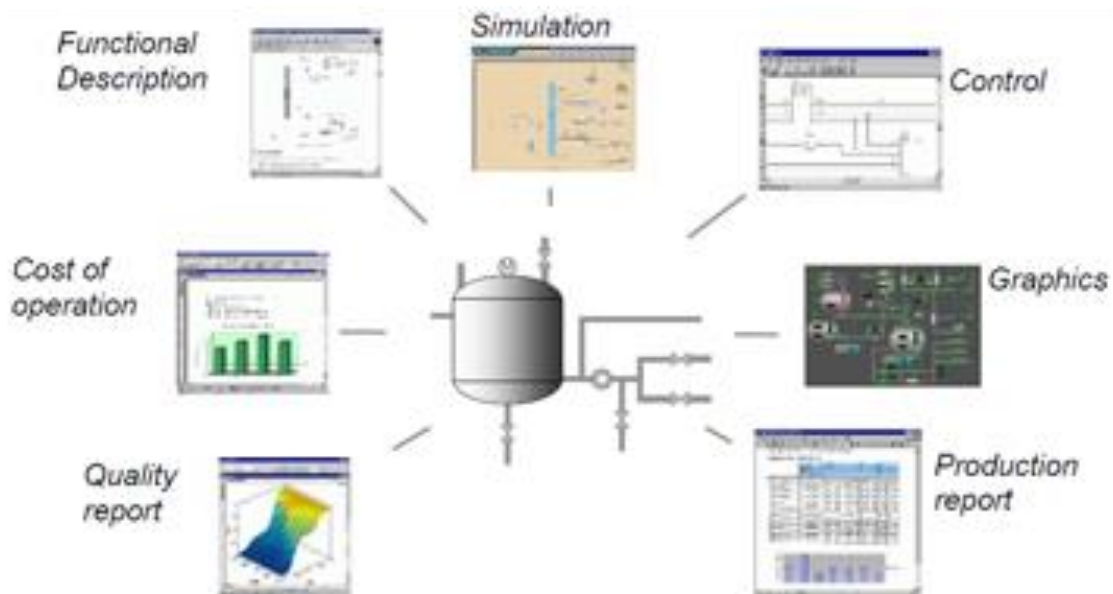 Functional
Description
Simulation
Control
Cost of
operation
Graphics
Quality
report
Production
report